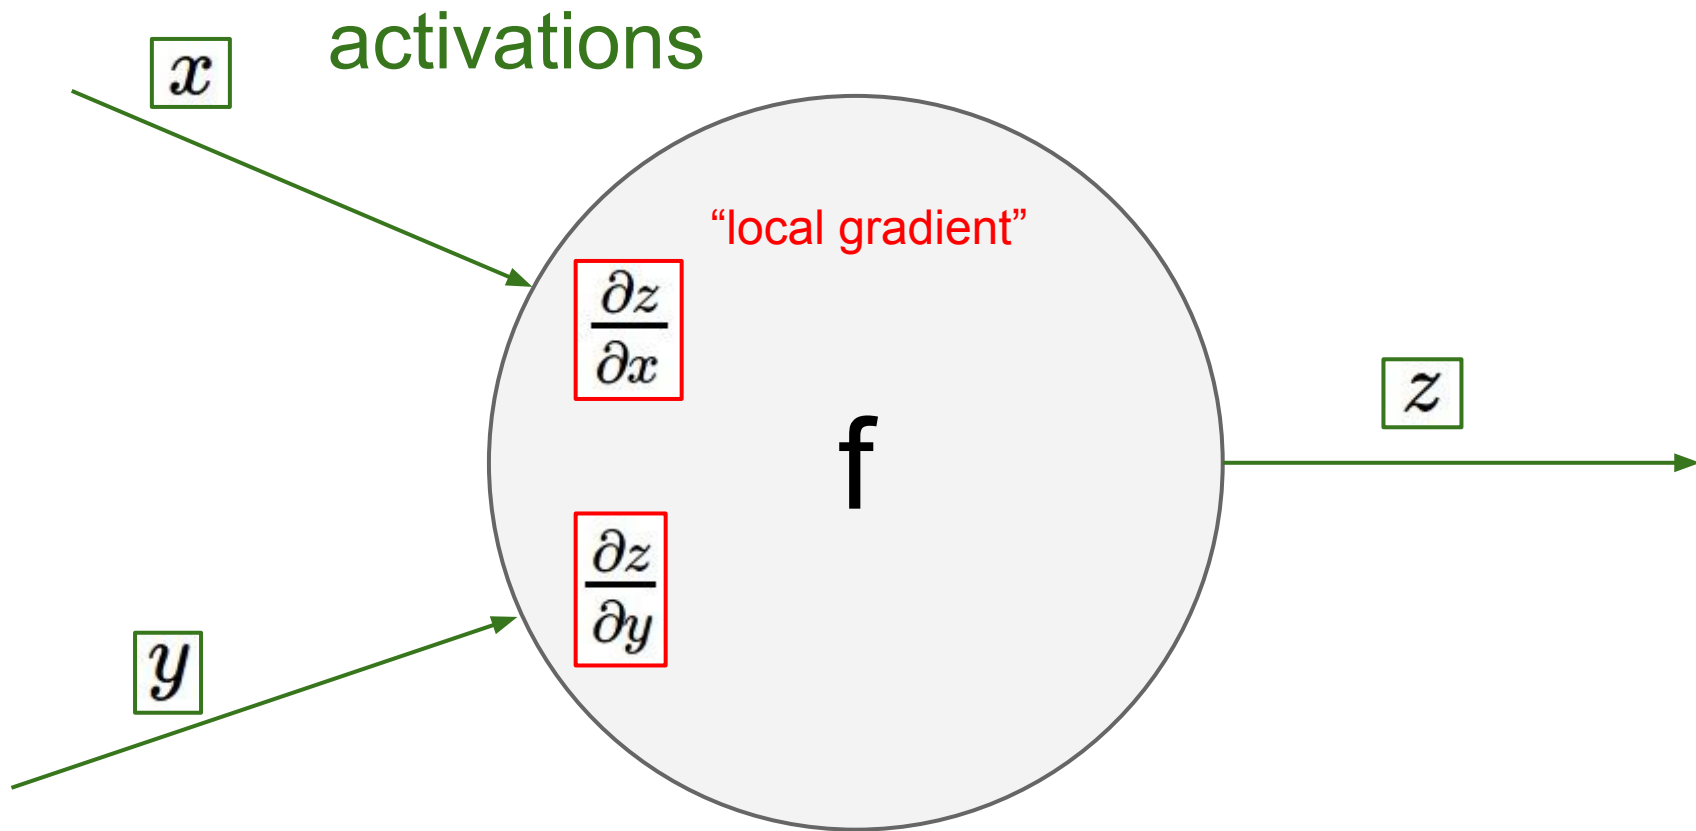 activations
x
“local gradient”
∂z
∂x
z
f
∂z
∂y
y